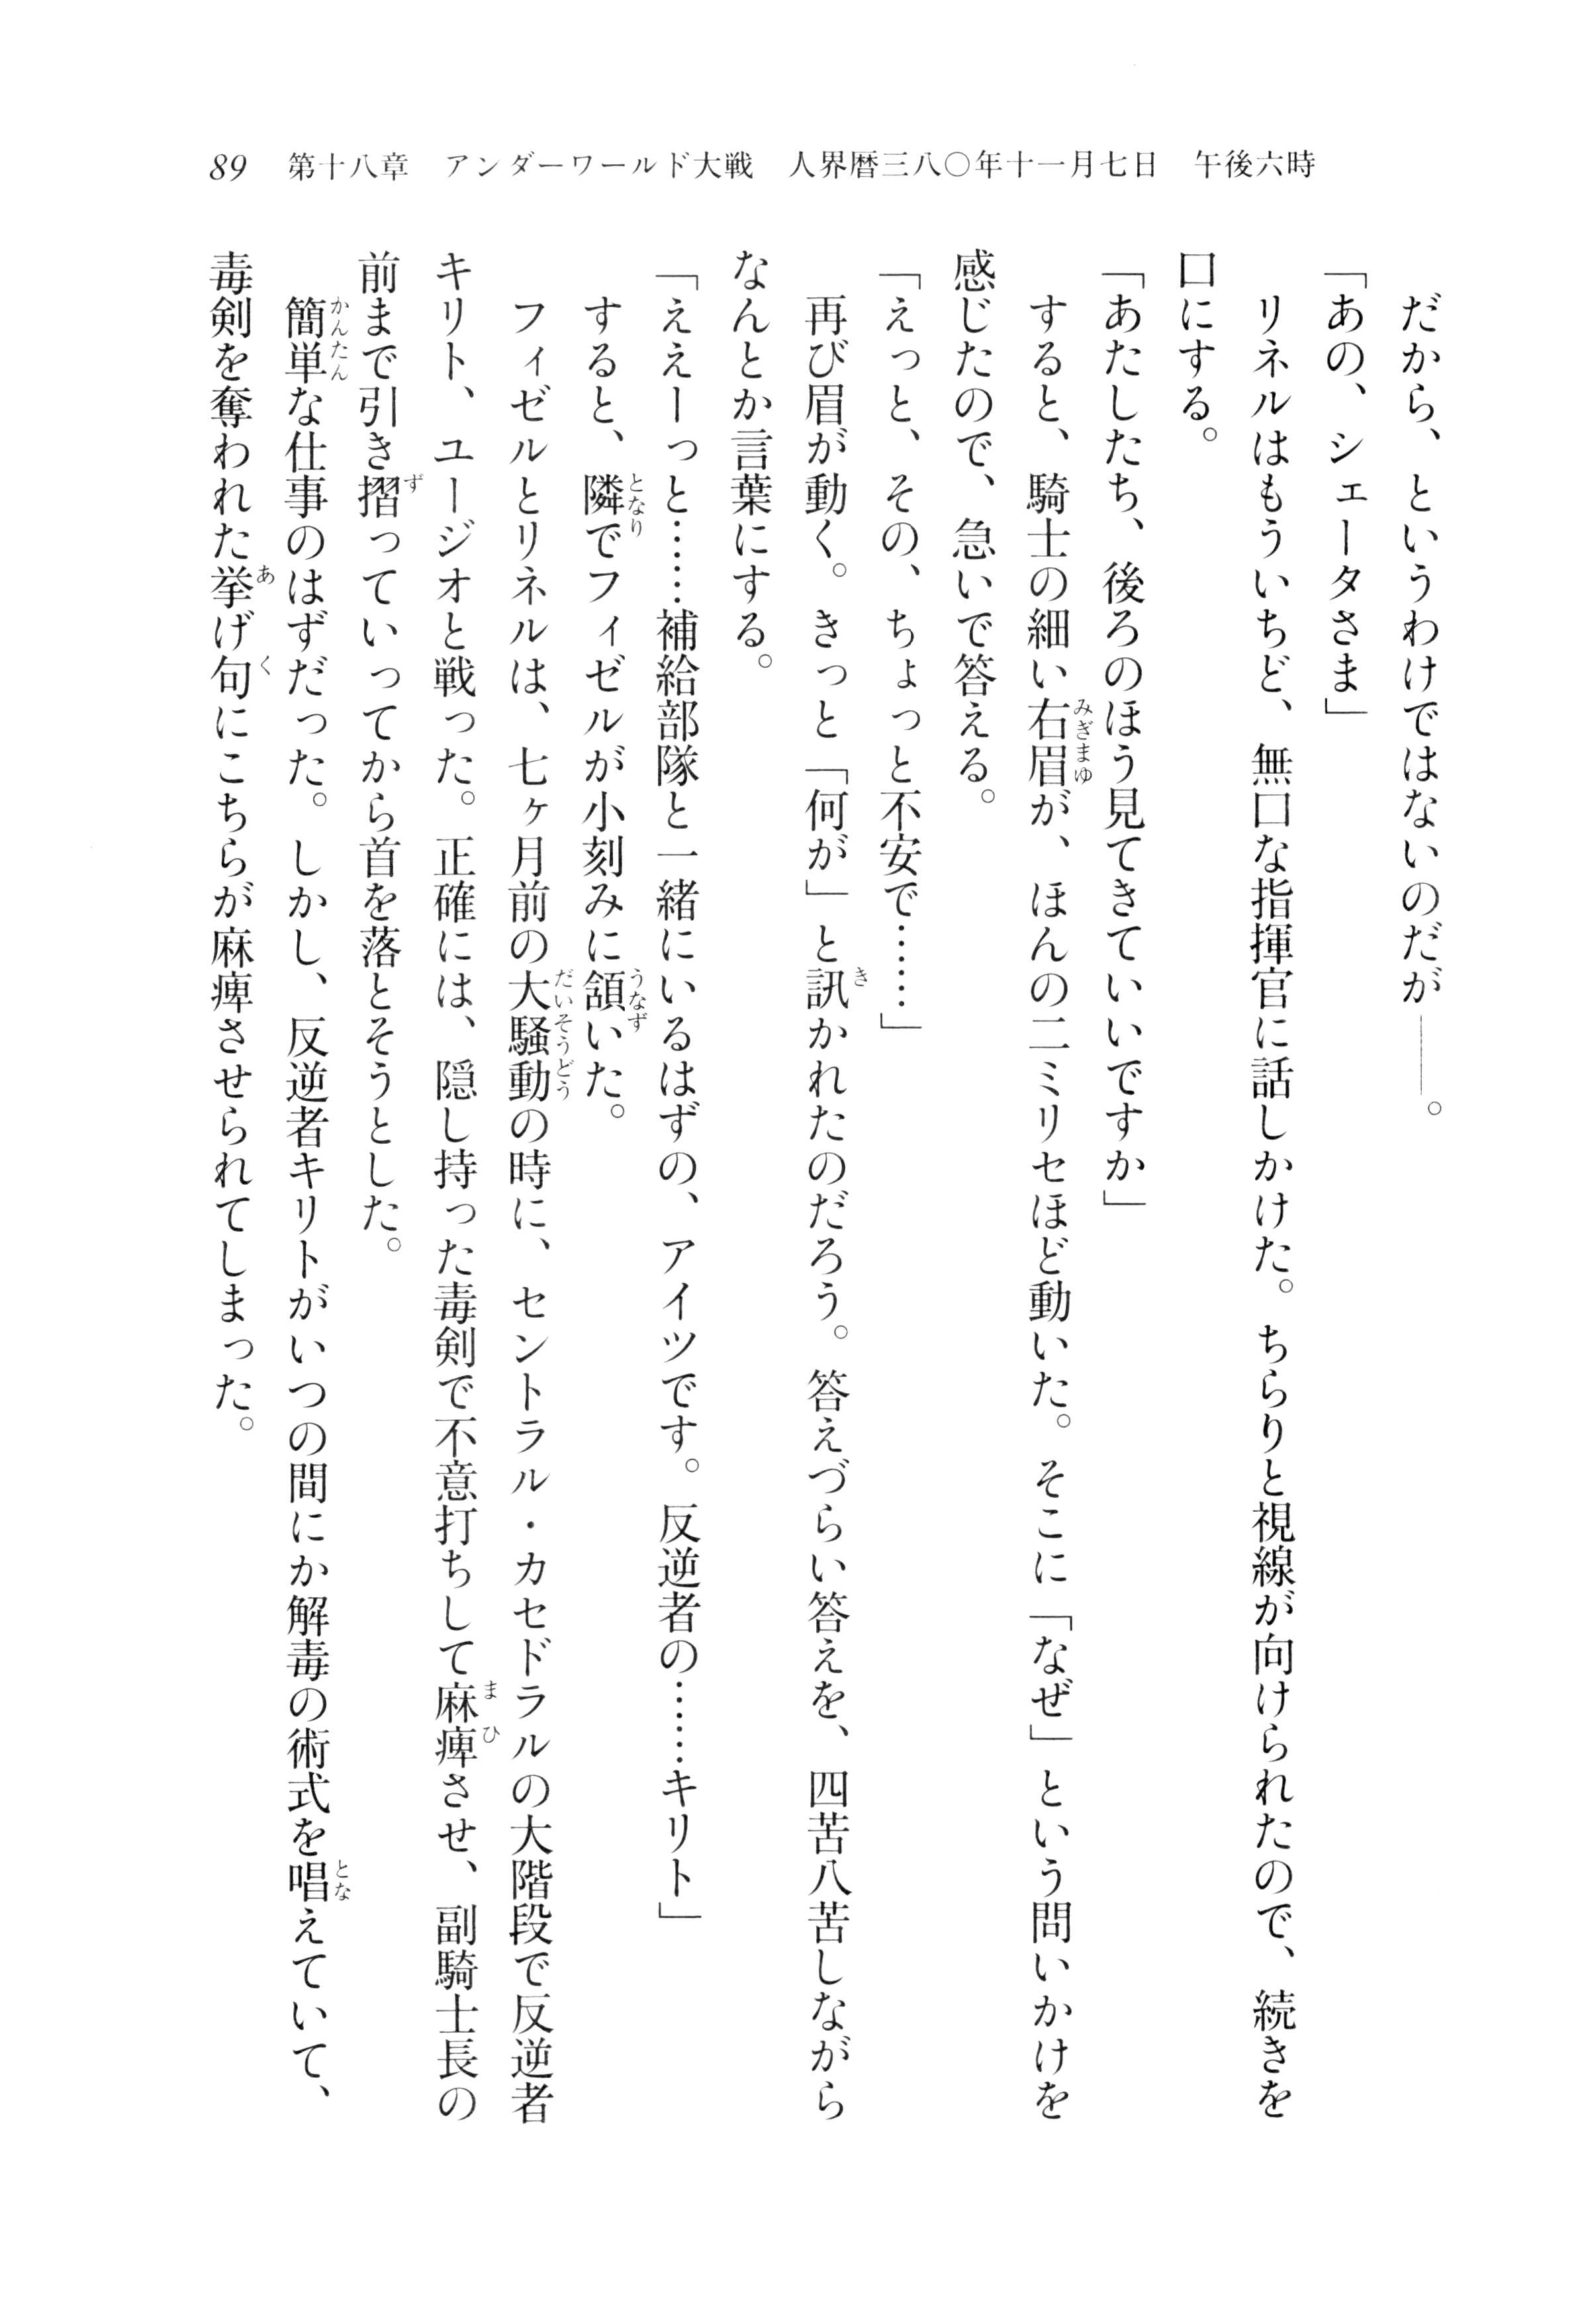 89　第十八章　アンダーワールド大戦　人界暦三八〇年十一月七日　午後六時
だから、というわけではないのだが――。
「あの、シェータさま」
リネルはもういちど、無口な指揮官に話しかけた。ちらりと視線が向けられたので、続きを
口にする。
「あたしたち、後ろのほう見てきていいですか」
すると、騎士の細い右眉が、ほんの二ミリセほど動いた。そこに「なぜ」という問いかけを
感じたので、急いで答える。
「えっと、その、ちょっと不安で……」
再び眉が動く。きっと「何が」と訊かれたのだろう。答えづらい答えを、四苦八苦しながら
なんとか言葉にする。
「ええーっと……補給部隊と一緒にいるはずの、アイツです。反逆者の……キリト」
すると、隣でフィゼルが小刻みに頷いた。
フィゼルとリネルは、七ヶ月前の大騒動の時に、セントラル・カセドラルの大階段で反逆者
キリト、ユージオと戦った。正確には、隠し持った毒剣で不意打ちして麻痺させ、副騎士長の
前まで引き摺っていってから首を落とそうとした。
簡単な仕事のはずだった。しかし、反逆者キリトがいつの間にか解毒の術式を唱えていて、
毒剣を奪われた挙げ句にこちらが麻痺させられてしまった。